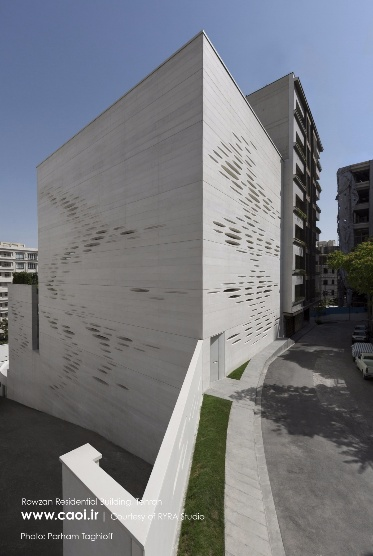 Rowzan Residential Building, Tehran
www.caoi.ir | Courtesy of RYRA Studio
Photo: Parham Taghioff